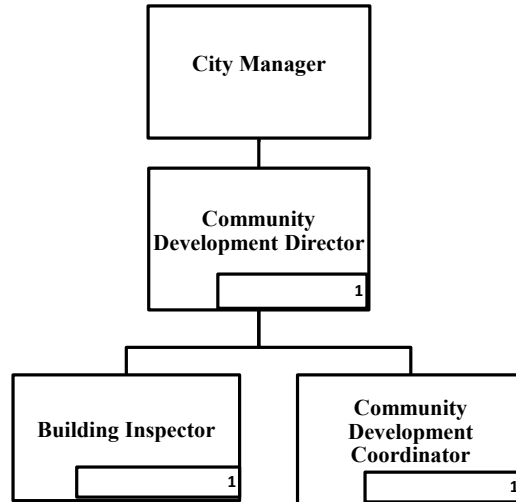 City Manager
Community
Development Director
1
Building Inspector
1
Community
Development
Coordinator
1